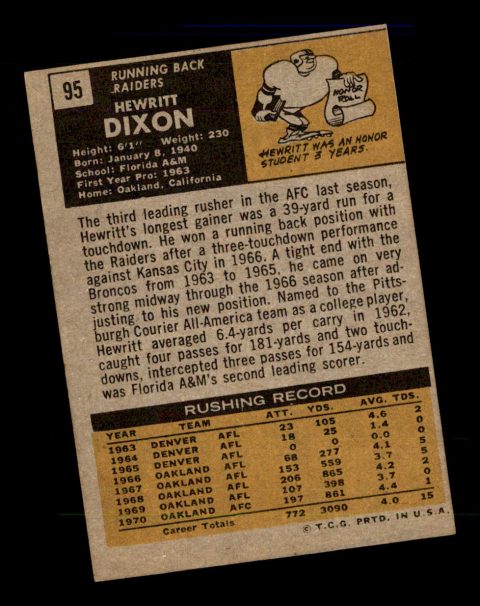 95
RUNNING BACK
RAIDERS
HEWRITT
DIXON
Height: 6'1" Weight: 230
Born: January 8, 1940
School: Florida A&M
First Year Pro: 1963
Home: Oakland, California
HONOR
ROLL
HEWRITT WAS AN HONOR
STUDENT 3 YEARS.
The third leading rusher in the AFC last season,
Hewritt's longest gainer was a 39-yard run for a
touchdown. He won a running back position with
the Raiders after a three-touchdown performance
against Kansas City in 1966. A tight end with the
Broncos from 1963 to 1965, he came on very
strong midway through the 1966 season after ad-
justing to his new position. Named to the Pitts-
burgh Courier All-America team as a college player,
Hewritt averaged 6.4-yards per carry in 1962,
caught four passes for 181-yards and two touch-
downs, intercepted three passes for 154-yards and
was Florida A&M's second leading scorer.
RUSHING RECORD
YEAR TEAM ATT. YDS. AVG. TDS.
1963 DENVER AFL 23 105 4.6 2
1964 DENVER AFL 18 25 1.4 0
1965 DENVER AFL 0 0 0.0 0
1966 OAKLAND AFL 68 277 4.1 5
1967 OAKLAND AFL 153 559 3.7 5
1968 OAKLAND AFL 206 865 4.2 2
1969 OAKLAND AFL 107 398 3.7 0
1970 OAKLAND AFC 197 861 4.4 1
Career Totals 772 3090 4.0 15
© T.C.G. PRTD. IN U.S.A.